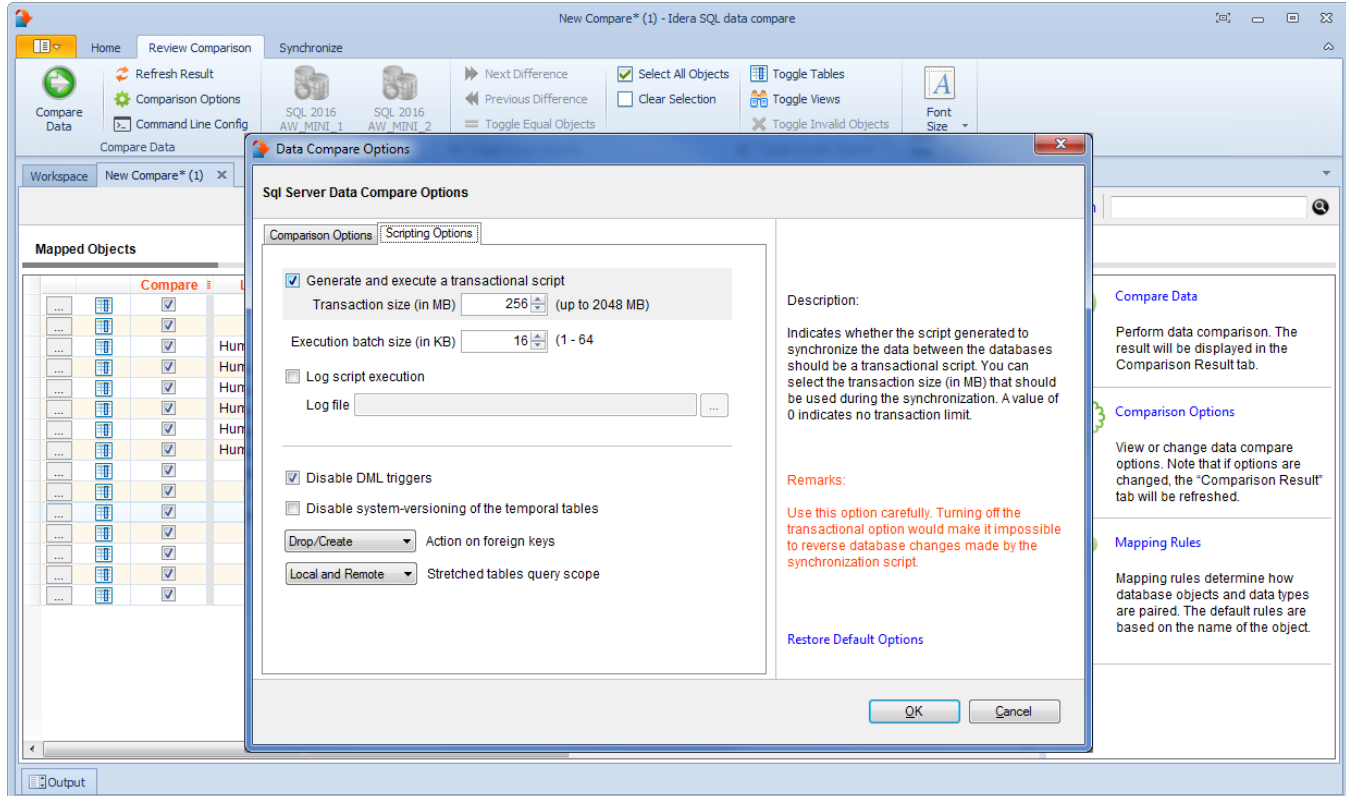 New Compare* (1) - Idera SQL data compare
Home
Review Comparison
Synchronize
Compare
Data
Refresh Result
Comparison Options
Command Line Config
Compare Data
SQL 2016
AW_MINI_1
SQL 2016
AW_MINI_2
Next Difference
Previous Difference
Toggle Equal Objects
Select All Objects
Clear Selection
Toggle Tables
Toggle Views
Toggle Invalid Objects
A
Font
Size
Workspace
New Compare* (1)
Mapped Objects
Compare
...
...
... Hum
... Hum
... Hum
... Hum
... Hum
... Hum
...
...
...
...
...
...
...
Data Compare Options
Sql Server Data Compare Options
Comparison Options
Scripting Options
Generate and execute a transactional script
Transaction size (in MB) 256 (up to 2048 MB)
Execution batch size (in KB) 16 (1 - 64
Log script execution
Log file ...
Disable DML triggers
Disable system-versioning of the temporal tables
Drop/Create Action on foreign keys
Local and Remote Stretched tables query scope
Description:
Indicates whether the script generated to
synchronize the data between the databases
should be a transactional script. You can
select the transaction size (in MB) that should
be used during the synchronization. A value of
0 indicates no transaction limit.
Remarks:
Use this option carefully. Turning off the
transactional option would make it impossible
to reverse database changes made by the
synchronization script.
Restore Default Options
OK
Cancel
Compare Data
Perform data comparison. The
result will be displayed in the
Comparison Result tab.
Comparison Options
View or change data compare
options. Note that if options are
changed, the “Comparison Result”
tab will be refreshed.
Mapping Rules
Mapping rules determine how
database objects and data types
are paired. The default rules are
based on the name of the object.
Output